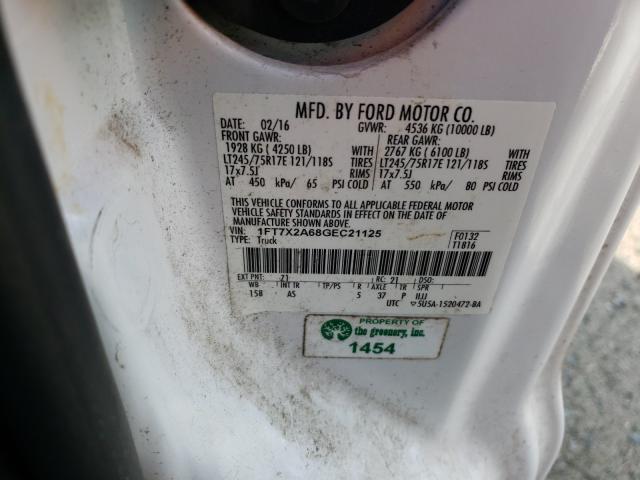 MFD. BY FORD MOTOR CO.
DATE: 02/16 GVWR: 4536 KG (10000 LB)
FRONT GAWR: REAR GAWR:
1928 KG ( 4250 LB) 2767 KG ( 6100 LB)
LT245/75R17E 121/118S TIRES LT245/75R17E 121/118S TIRES
17x7.5J RIMS 17x7.5J RIMS
AT 450 kPa/ 65 PSI COLD AT 550 kPa/ 80 PSI COLD
THIS VEHICLE CONFORMS TO ALL APPLICABLE FEDERAL MOTOR
VEHICLE SAFETY STANDARDS IN EFFECT ON THE DATE OF
MANUFACTURE SHOWN ABOVE.
VIN: 1FT7X2A68GEC21125 F0132
TYPE: Truck T1816
EXT PNT: Z1 RC: 21 DSO:
WB INT TR TP/PS R AXLE TR SPR
158 AS 5 37 P
UTC 5USA-1520472-BA
PROPERTY OF
the greenery, inc.
1454